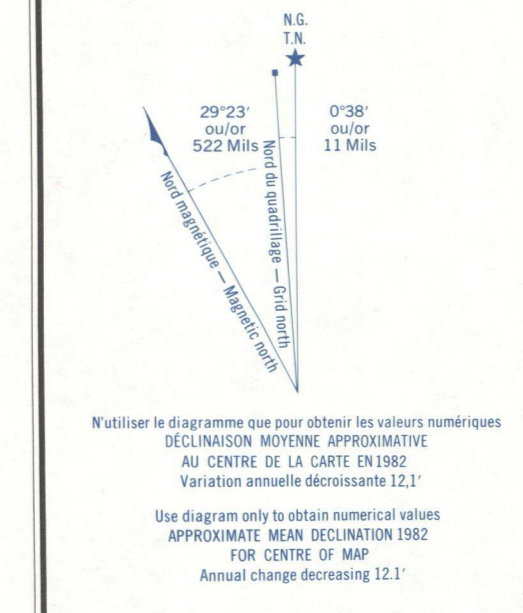 N.G.
T.N.
29°23′
ou/or
522 Mils
0°38′
ou/or
11 Mils
Nord magnétique — Magnetic north
Nord du quadrillage — Grid north
N'utiliser le diagramme que pour obtenir les valeurs numériques
DÉCLINAISON MOYENNE APPROXIMATIVE
AU CENTRE DE LA CARTE EN 1982
Variation annuelle décroissante 12,1′
Use diagram only to obtain numerical values
APPROXIMATE MEAN DECLINATION 1982
FOR CENTRE OF MAP
Annual change decreasing 12.1′